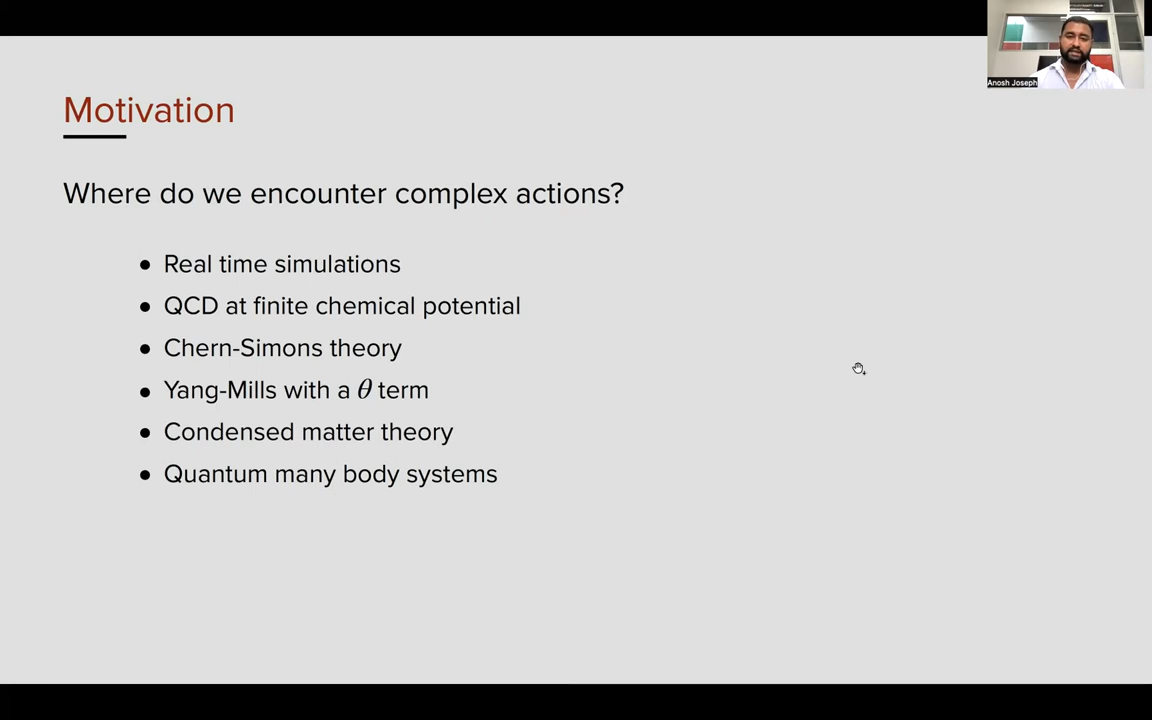 Anosh Joseph
Motivation
Where do we encounter complex actions?
• Real time simulations
• QCD at finite chemical potential
• Chern-Simons theory
• Yang-Mills with a θ term
• Condensed matter theory
• Quantum many body systems